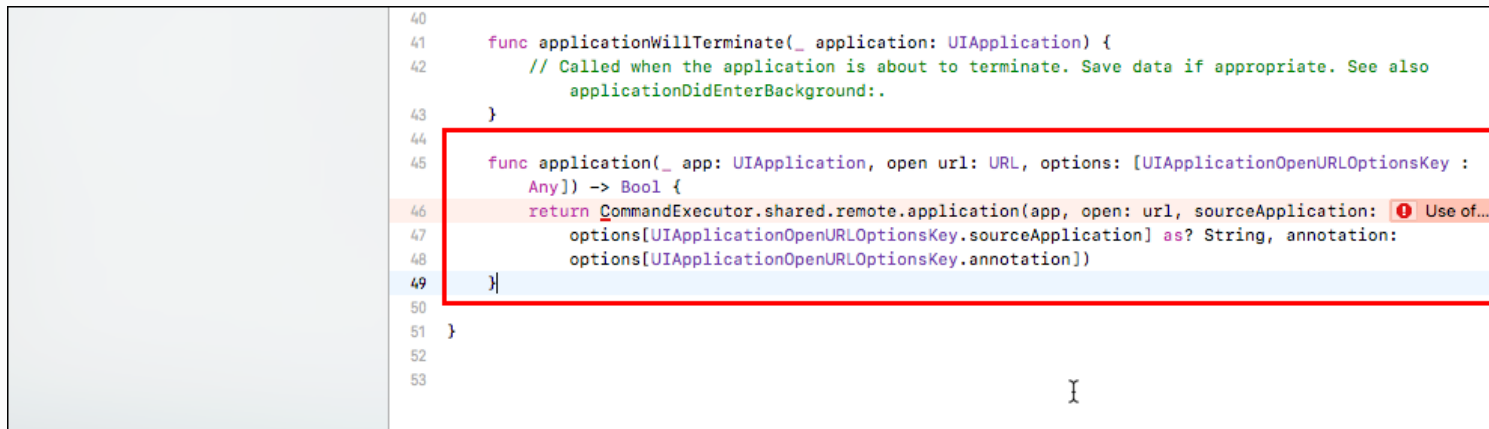 40
41 func applicationWillTerminate(_ application: UIApplication) {
42 // Called when the application is about to terminate. Save data if appropriate. See also
applicationDidEnterBackground:.
43 }
44
45 func application(_ app: UIApplication, open url: URL, options: [UIApplicationOpenURLOptionsKey :
Any]) -> Bool {
46 return CommandExecutor.shared.remote.application(app, open: url, sourceApplication: Use of...
47 options[UIApplicationOpenURLOptionsKey.sourceApplication] as? String, annotation:
48 options[UIApplicationOpenURLOptionsKey.annotation])
49 }
50
51 }
52
53